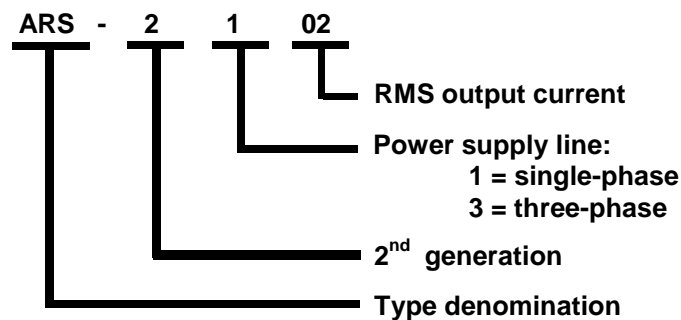 ARS - 2 1 02
RMS output current
Power supply line:
1 = single-phase
3 = three-phase
2nd generation
Type denomination